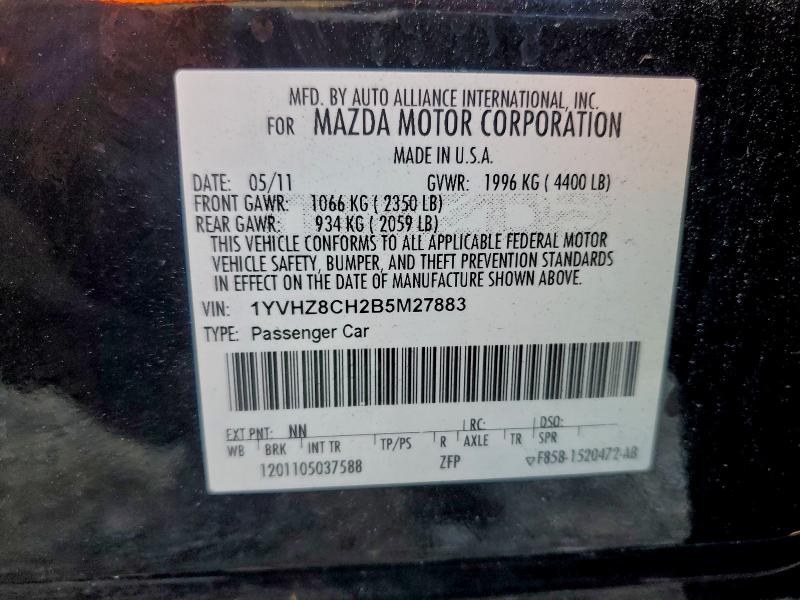 MFD. BY AUTO ALLIANCE INTERNATIONAL, INC.
FOR MAZDA MOTOR CORPORATION
MADE IN U.S.A.
DATE: 05/11 GVWR: 1996 KG ( 4400 LB)
FRONT GAWR: 1066 KG ( 2350 LB)
REAR GAWR: 934 KG ( 2059 LB)
THIS VEHICLE CONFORMS TO ALL APPLICABLE FEDERAL MOTOR
VEHICLE SAFETY, BUMPER, AND THEFT PREVENTION STANDARDS
IN EFFECT ON THE DATE OF MANUFACTURE SHOWN ABOVE.
VIN: 1YVHZ8CH2B5M27883
TYPE: Passenger Car
EXT PNT: NN LRC: DSO:
WB BRK INT TR TP/PS R AXLE TR SPR
1201105037588 ZFP F85B-1520472-AB